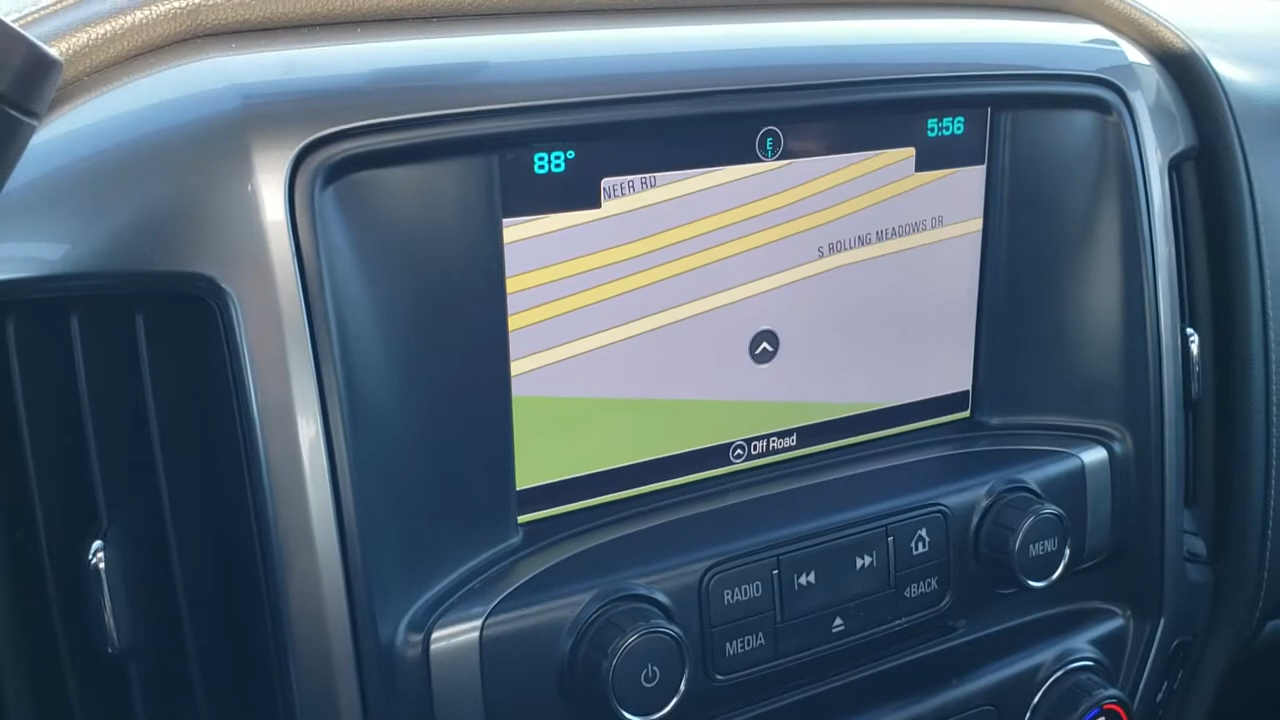 88°
E
5:56
NEER RD
S ROLLING MEADOWS DR
Off Road
RADIO
MEDIA
BACK
MENU